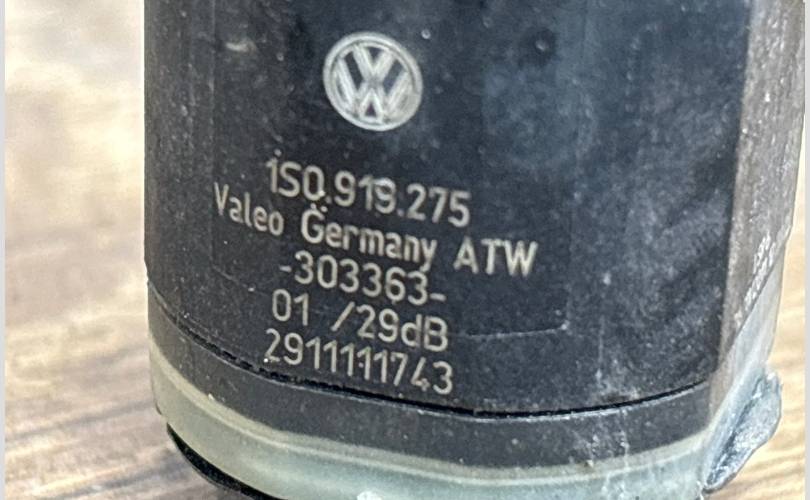 1S0.919.275
Valeo Germany ATW
-303363-
01 /29dB
2911111743